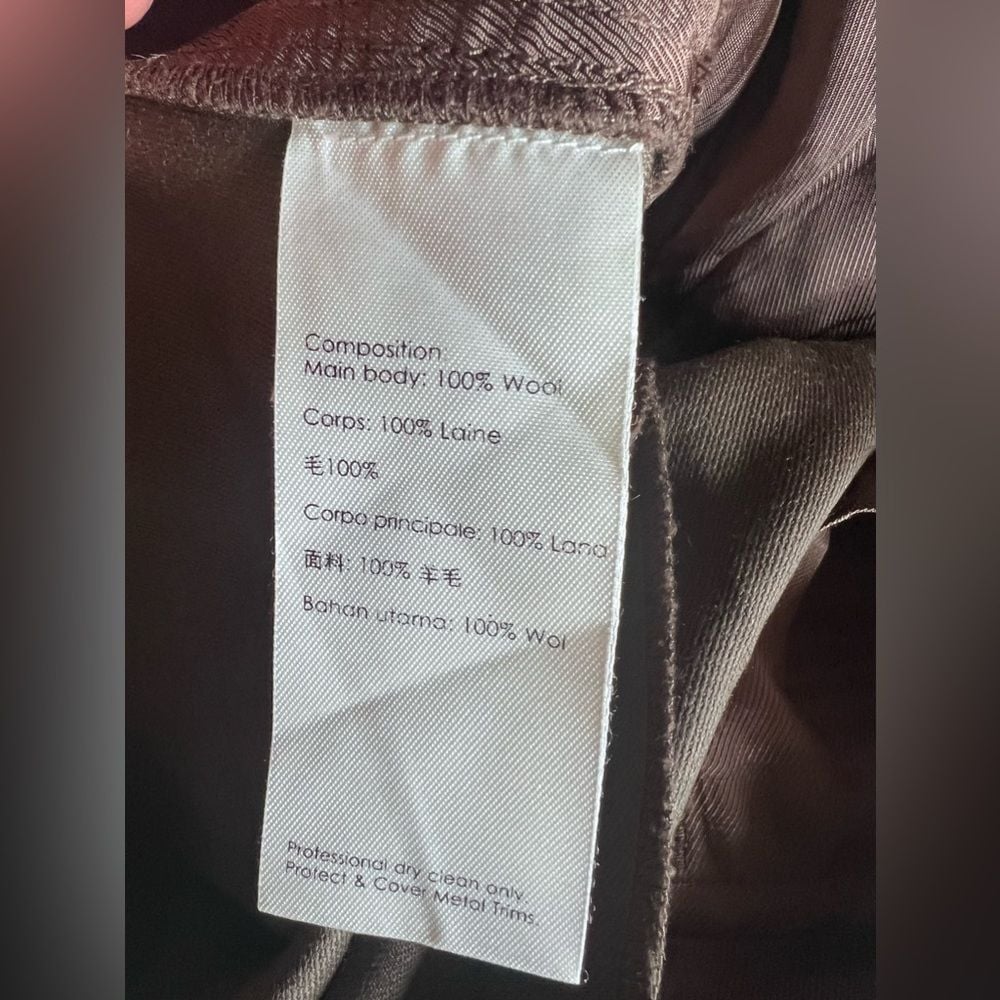 Composition:
Main body: 100% Wool
Corps: 100% Laine
毛100%
Corpo principale: 100% Lana
面料: 100% 羊毛
Bahan utama: 100% Wol
Professional dry clean only.
Protect & Cover Metal Trims.